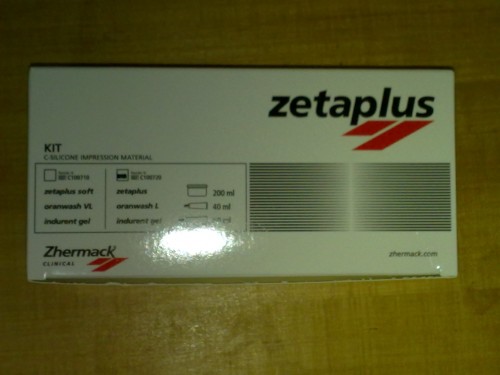 zetaplus
KIT
C-SILICONE IMPRESSION MATERIAL
zetaplus soft
zetaplus
200 ml
oranwash VL
oranwash L
40 ml
indurent gel
indurent gel
Zhermack
CLINICAL
zhermack.com